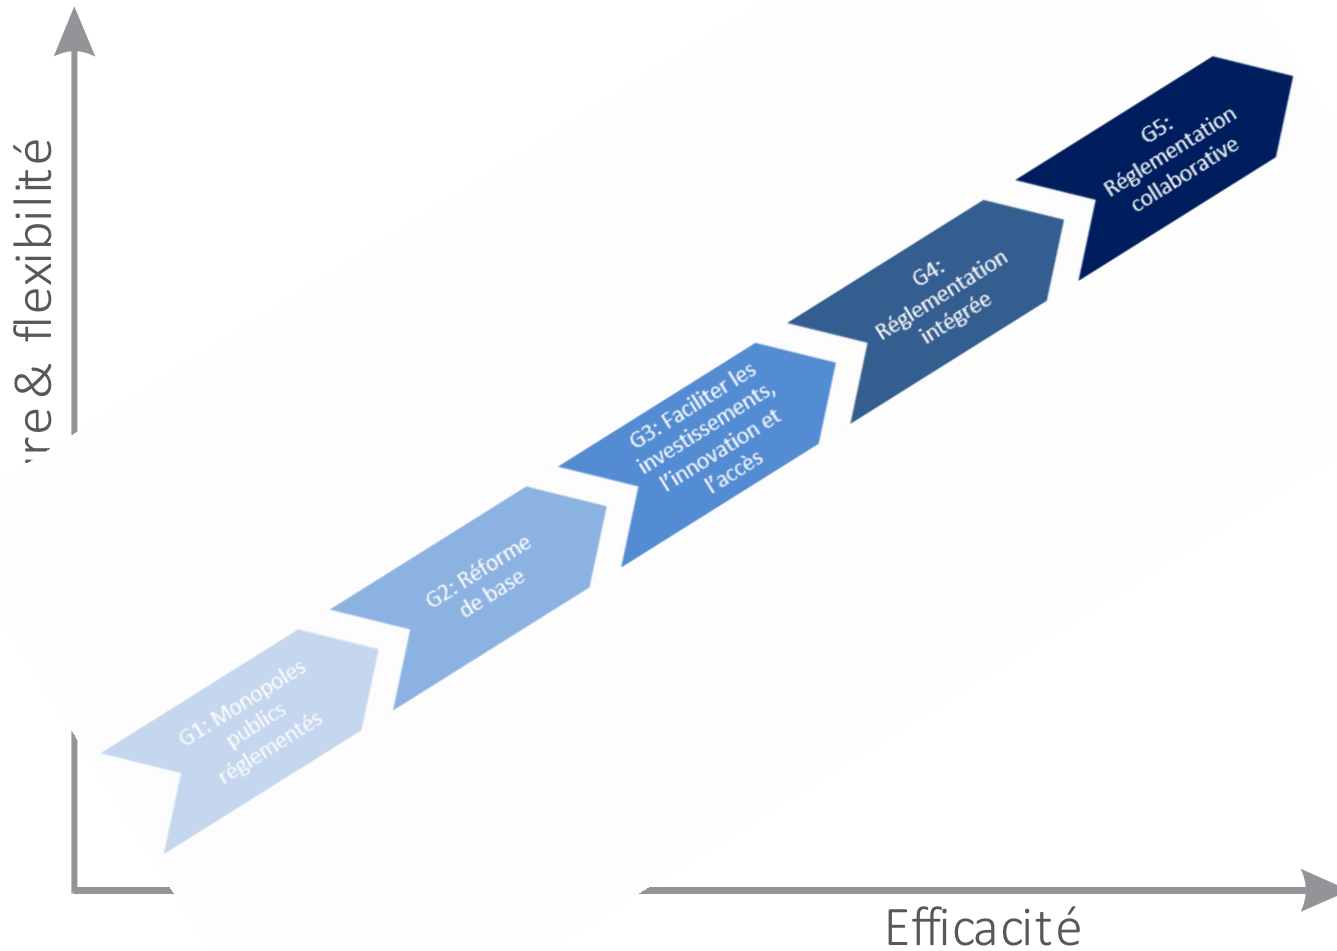 & flexibilité
G5:
Réglementation
collaborative
G4:
Réglementation
intégrée
G3: Faciliter les
investissements,
l'innovation et
l'accès
G2: Réforme
de base
G1: Monopoles
publics
réglementés
Efficacité